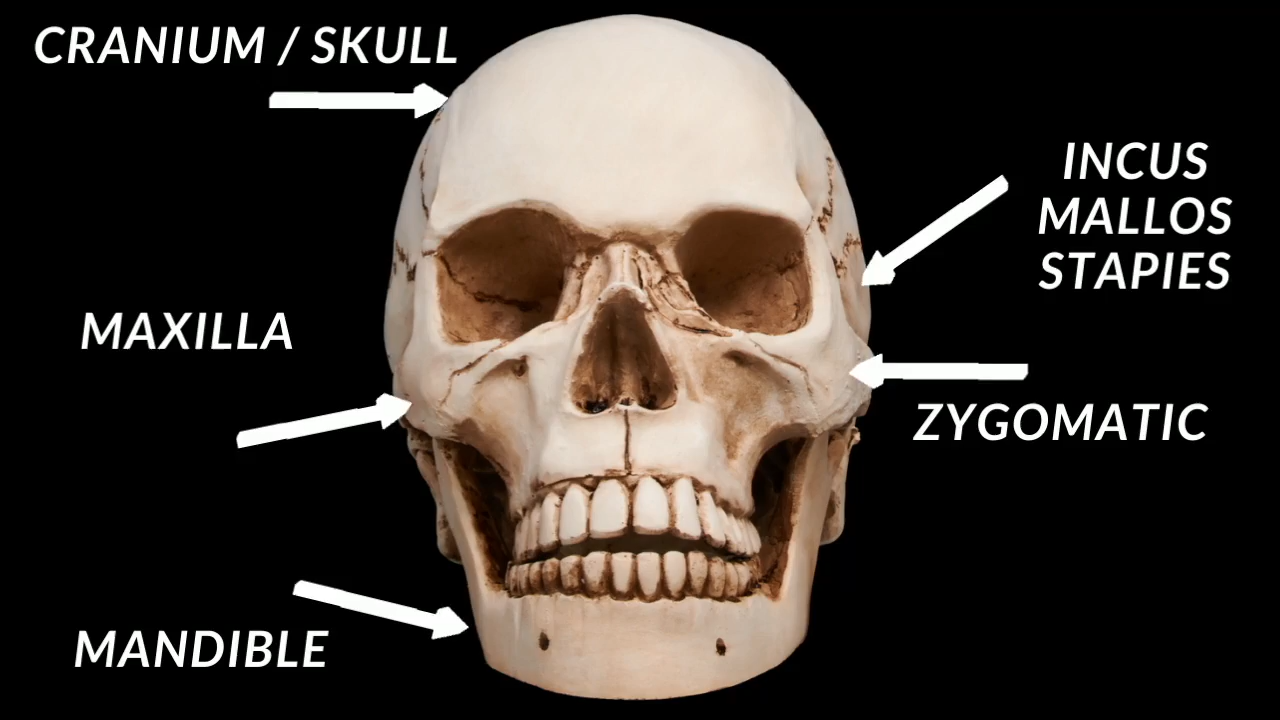 CRANIUM / SKULL
INCUS
MALLOS
STAPIES
MAXILLA
ZYGOMATIC
MANDIBLE